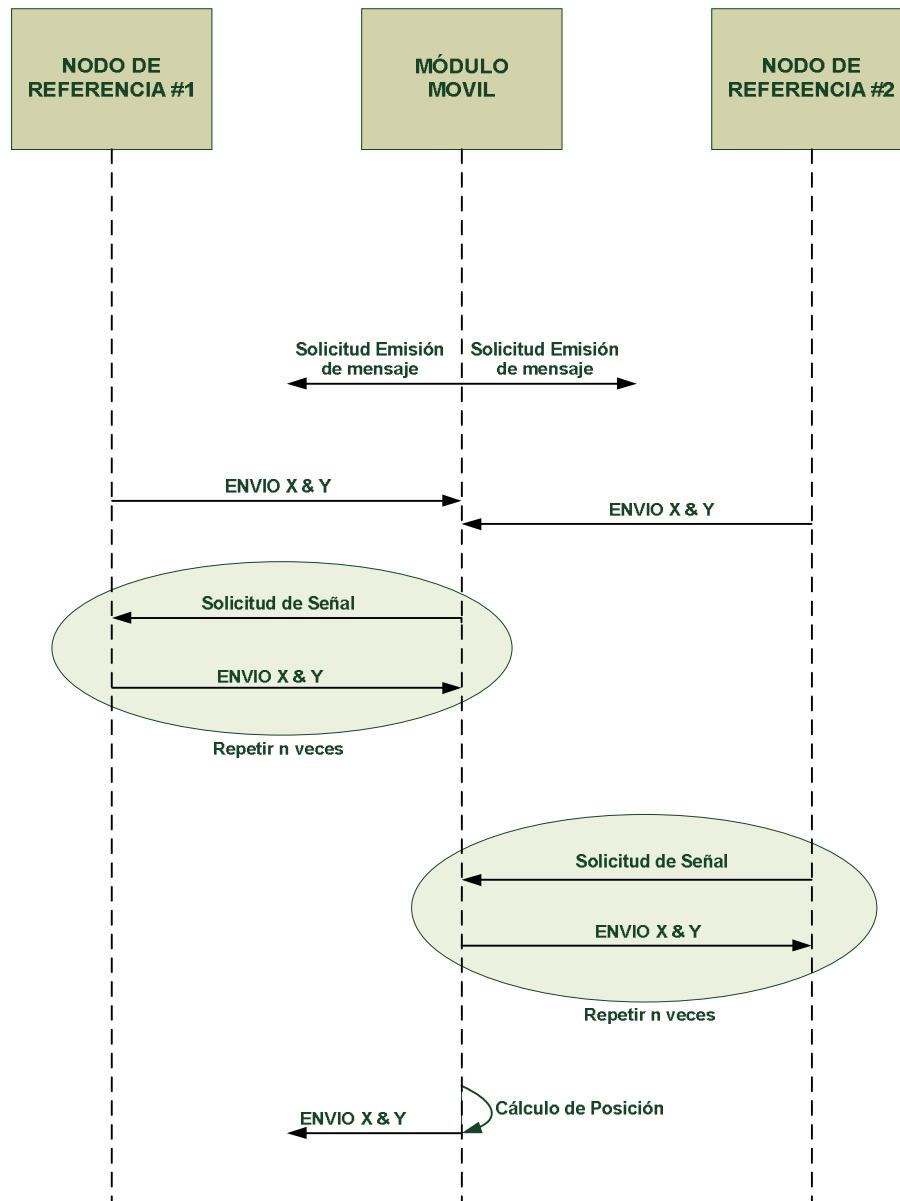 NODO DE
REFERENCIA #1
MÓDULO
MOVIL
NODO DE
REFERENCIA #2
Solicitud Emisión
de mensaje
Solicitud Emisión
de mensaje
ENVIO X & Y
ENVIO X & Y
Solicitud de Señal
ENVIO X & Y
Repetir n veces
Solicitud de Señal
ENVIO X & Y
Repetir n veces
Cálculo de Posición
ENVIO X & Y